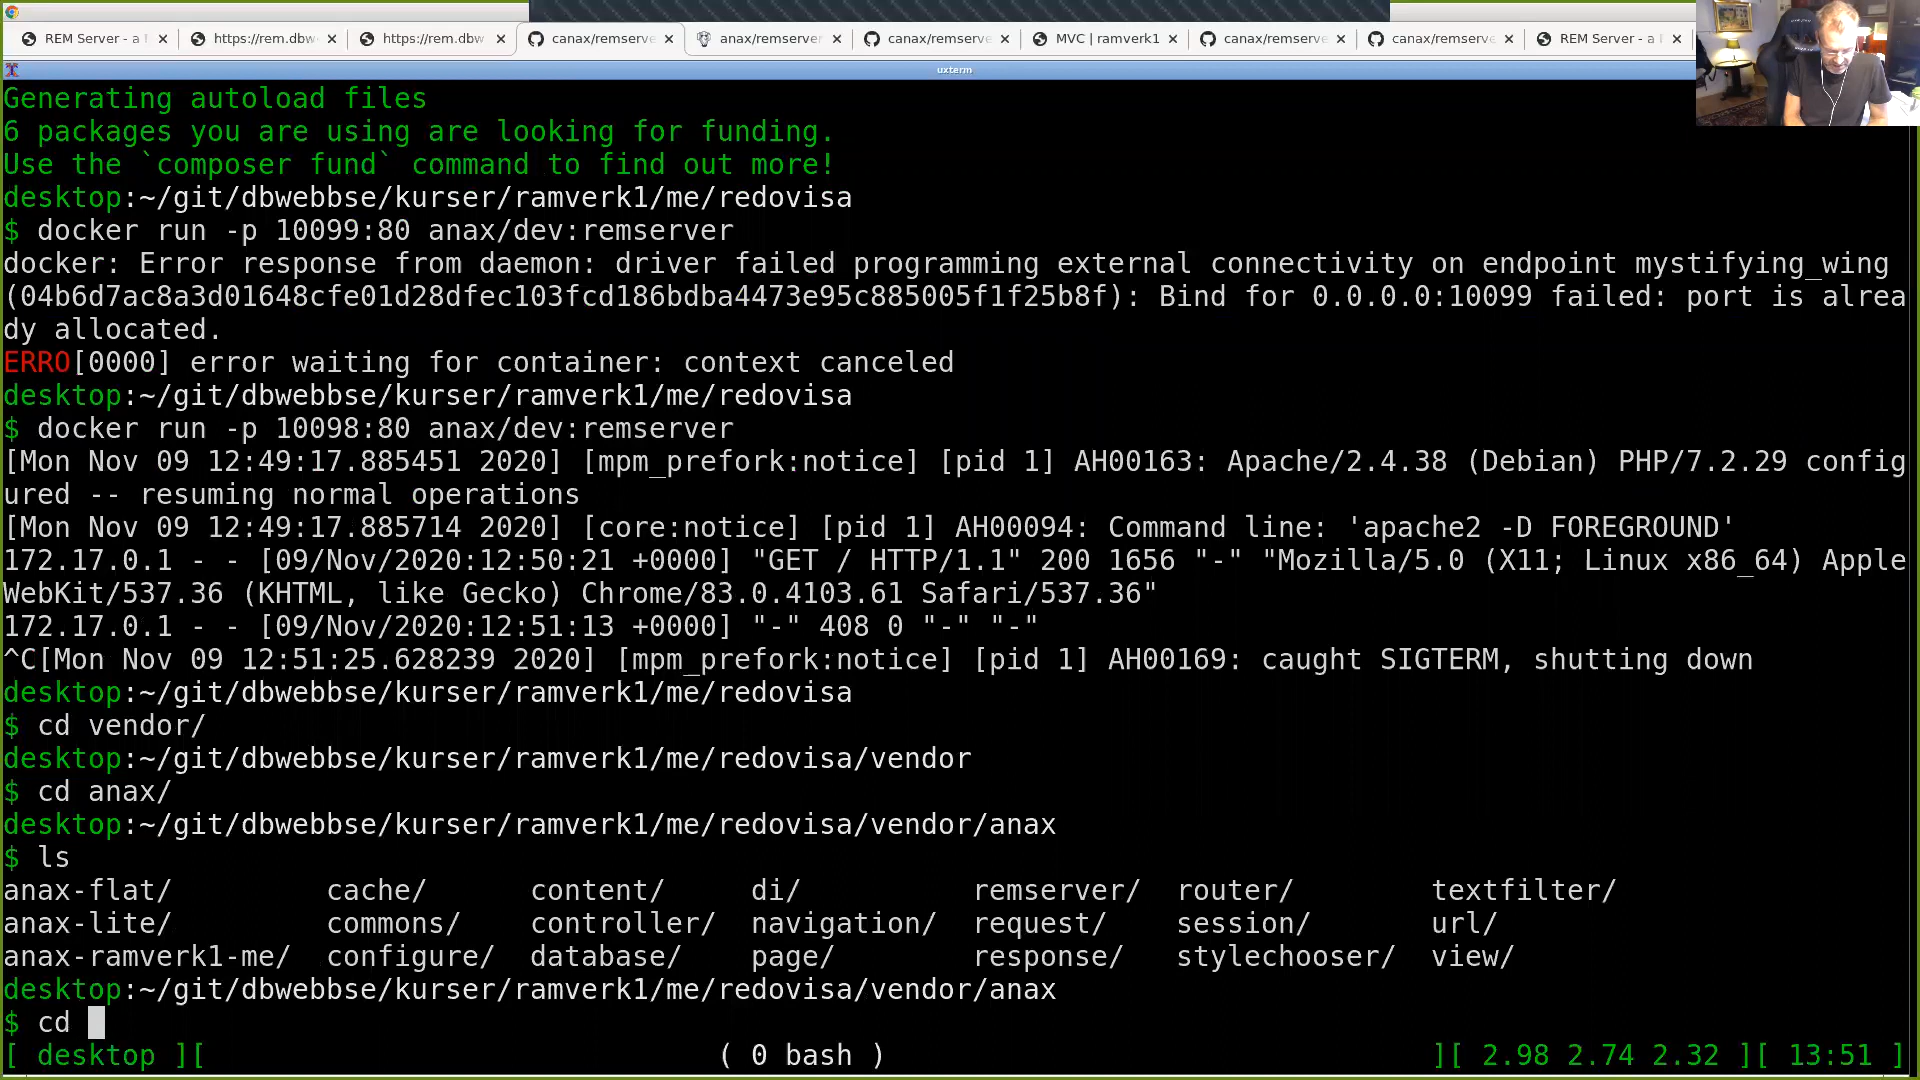 REM Server - a
https://rem.dbw
https://rem.dbw
canax/remserve
anax/remserver
canax/remserve
MVC | ramverk1
canax/remserve
canax/remserve
REM Server - a
uxterm
Generating autoload files
6 packages you are using are looking for funding.
Use the `composer fund` command to find out more!
desktop:~/git/dbwebbse/kurser/ramverk1/me/redovisa
$ docker run -p 10099:80 anax/dev:remserver
docker: Error response from daemon: driver failed programming external connectivity on endpoint mystifying_wing
(04b6d7ac8a3d01648cfe01d28dfec103fcd186bdba4473e95c885005f1f25b8f): Bind for 0.0.0.0:10099 failed: port is alrea
dy allocated.
ERRO[0000] error waiting for container: context canceled
desktop:~/git/dbwebbse/kurser/ramverk1/me/redovisa
$ docker run -p 10098:80 anax/dev:remserver
[Mon Nov 09 12:49:17.885451 2020] [mpm_prefork:notice] [pid 1] AH00163: Apache/2.4.38 (Debian) PHP/7.2.29 config
ured -- resuming normal operations
[Mon Nov 09 12:49:17.885714 2020] [core:notice] [pid 1] AH00094: Command line: 'apache2 -D FOREGROUND'
172.17.0.1 - - [09/Nov/2020:12:50:21 +0000] "GET / HTTP/1.1" 200 1656 "-" "Mozilla/5.0 (X11; Linux x86_64) Apple
WebKit/537.36 (KHTML, like Gecko) Chrome/83.0.4103.61 Safari/537.36"
172.17.0.1 - - [09/Nov/2020:12:51:13 +0000] "-" 408 0 "-" "-"
^C[Mon Nov 09 12:51:25.628239 2020] [mpm_prefork:notice] [pid 1] AH00169: caught SIGTERM, shutting down
desktop:~/git/dbwebbse/kurser/ramverk1/me/redovisa
$ cd vendor/
desktop:~/git/dbwebbse/kurser/ramverk1/me/redovisa/vendor
$ cd anax/
desktop:~/git/dbwebbse/kurser/ramverk1/me/redovisa/vendor/anax
$ ls
anax-flat/ cache/ content/ di/ remserver/ router/ textfilter/
anax-lite/ commons/ controller/ navigation/ request/ session/ url/
anax-ramverk1-me/ configure/ database/ page/ response/ stylechooser/ view/
desktop:~/git/dbwebbse/kurser/ramverk1/me/redovisa/vendor/anax
$ cd
[ desktop ][ ( 0 bash ) ][ 2.98 2.74 2.32 ][ 13:51 ]